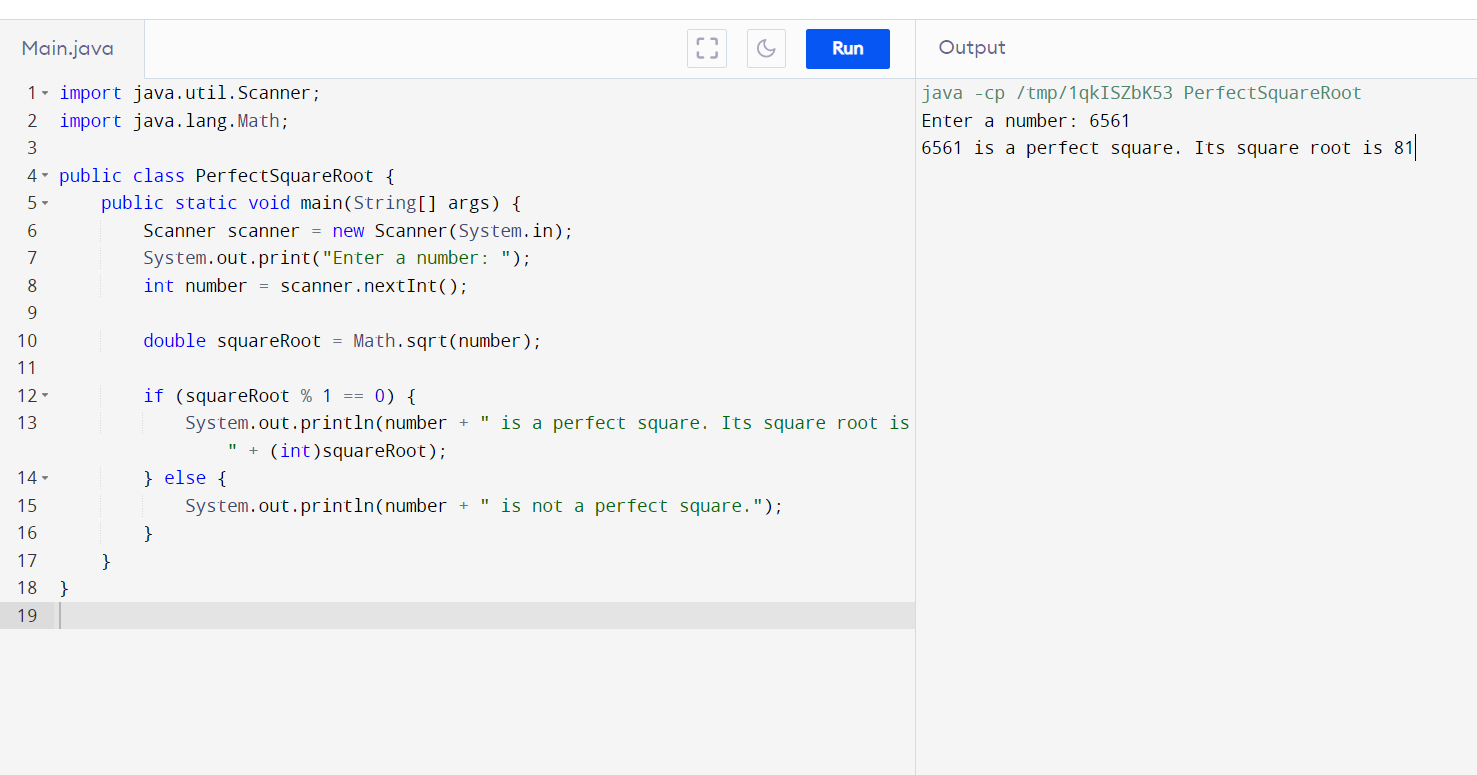 Main.java
Run
Output
1 import java.util.Scanner;
2 import java.lang.Math;
3
4 public class PerfectSquareRoot {
5     public static void main(String[] args) {
6         Scanner scanner = new Scanner(System.in);
7         System.out.print("Enter a number: ");
8         int number = scanner.nextInt();
9
10         double squareRoot = Math.sqrt(number);
11
12         if (squareRoot % 1 == 0) {
13             System.out.println(number + " is a perfect square. Its square root is
                " + (int)squareRoot);
14         } else {
15             System.out.println(number + " is not a perfect square.");
16         }
17     }
18 }
19
java -cp /tmp/1qkISZbK53 PerfectSquareRoot
Enter a number: 6561
6561 is a perfect square. Its square root is 81